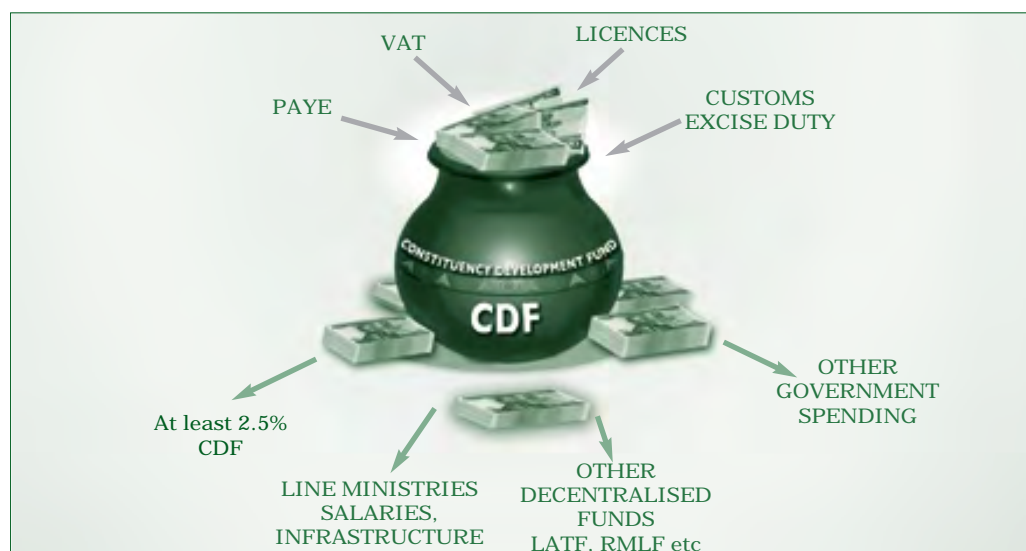 VAT
LICENCES
PAYE
CUSTOMS
EXCISE DUTY
CONSTITUENCY DEVELOPMENT FUND
CDF
At least 2.5%
CDF
LINE MINISTRIES
SALARIES,
INFRASTRUCTURE
OTHER
DECENTRALISED
FUNDS
LATF, RMLF etc
OTHER
GOVERNMENT
SPENDING